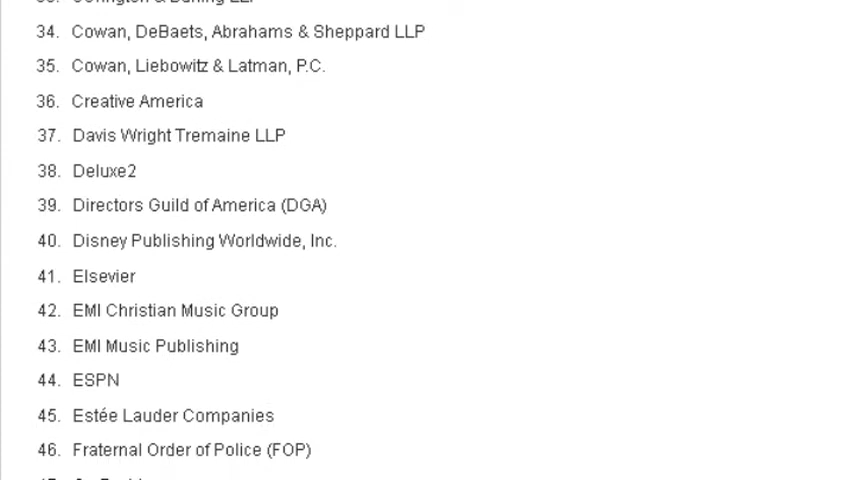 34. Cowan, DeBaets, Abrahams & Sheppard LLP
35. Cowan, Liebowitz & Latman, P.C.
36. Creative America
37. Davis Wright Tremaine LLP
38. Deluxe2
39. Directors Guild of America (DGA)
40. Disney Publishing Worldwide, Inc.
41. Elsevier
42. EMI Christian Music Group
43. EMI Music Publishing
44. ESPN
45. Estée Lauder Companies
46. Fraternal Order of Police (FOP)